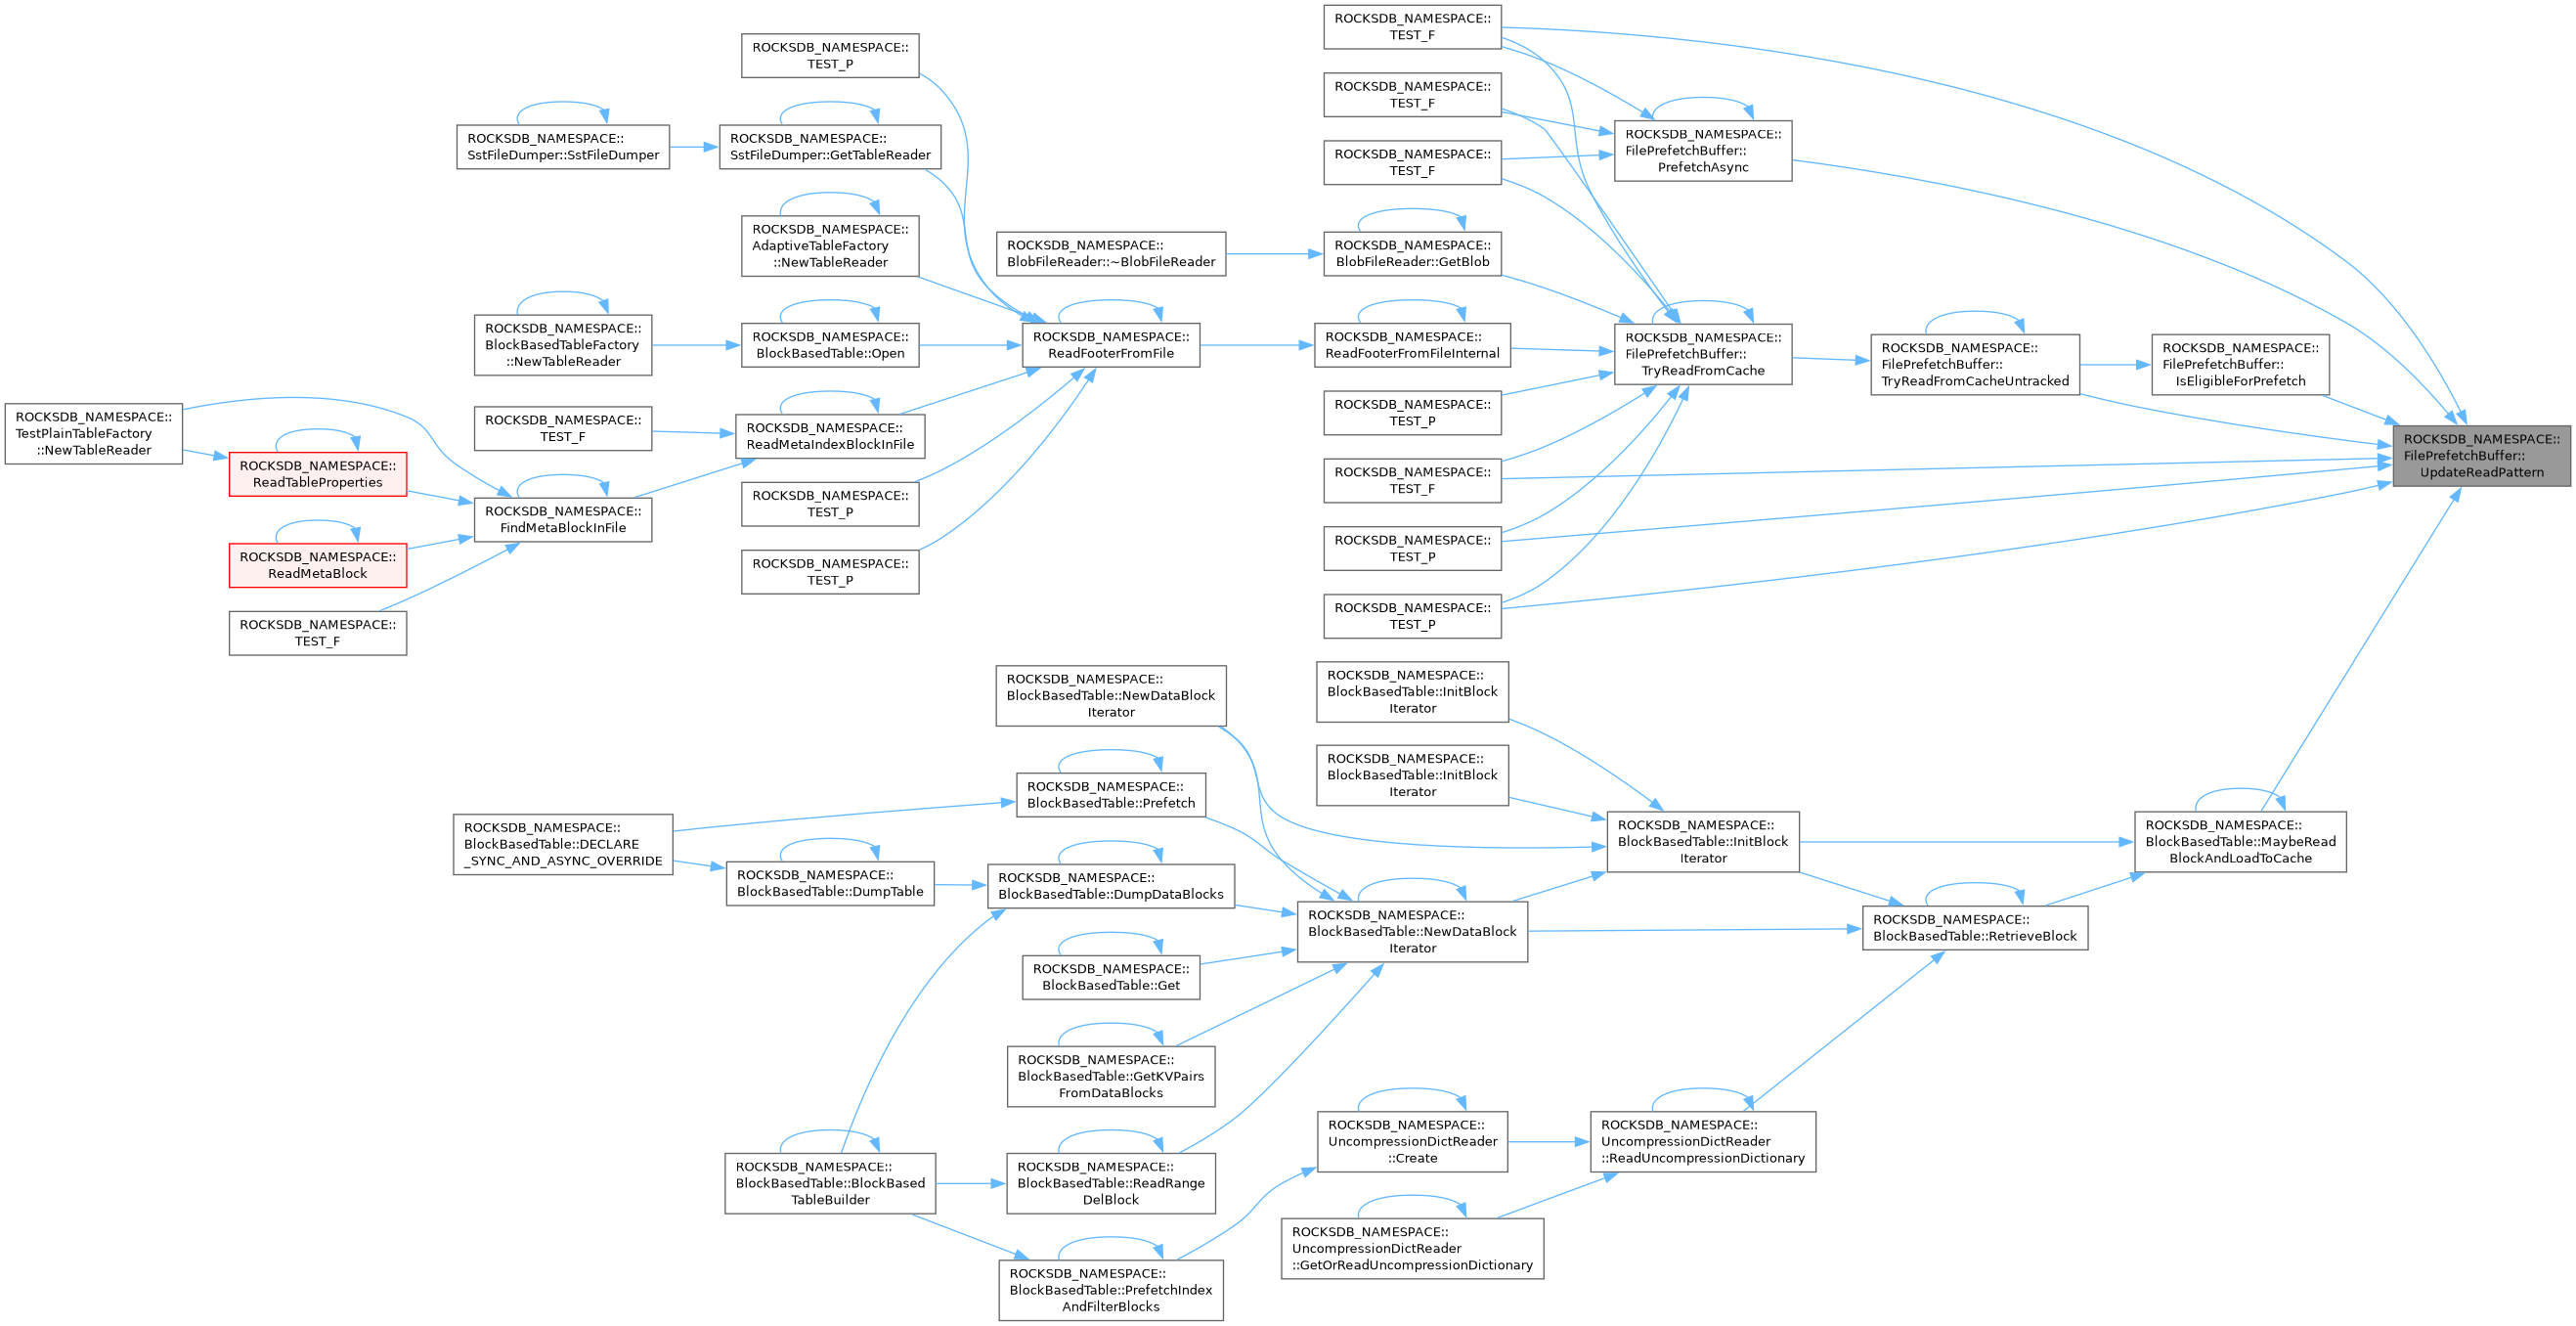 ROCKSDB_NAMESPACE::
TEST_F
ROCKSDB_NAMESPACE::
TEST_P
ROCKSDB_NAMESPACE::
TEST_F
ROCKSDB_NAMESPACE::
SstFileDumper::SstFileDumper
ROCKSDB_NAMESPACE::
SstFileDumper::GetTableReader
ROCKSDB_NAMESPACE::
TEST_F
ROCKSDB_NAMESPACE::
FilePrefetchBuffer::
PrefetchAsync
ROCKSDB_NAMESPACE::
AdaptiveTableFactory
::NewTableReader
ROCKSDB_NAMESPACE::
BlobFileReader::~BlobFileReader
ROCKSDB_NAMESPACE::
BlobFileReader::GetBlob
ROCKSDB_NAMESPACE::
BlockBasedTableFactory
::NewTableReader
ROCKSDB_NAMESPACE::
BlockBasedTable::Open
ROCKSDB_NAMESPACE::
ReadFooterFromFile
ROCKSDB_NAMESPACE::
ReadFooterFromFileInternal
ROCKSDB_NAMESPACE::
FilePrefetchBuffer::
TryReadFromCache
ROCKSDB_NAMESPACE::
FilePrefetchBuffer::
TryReadFromCacheUntracked
ROCKSDB_NAMESPACE::
FilePrefetchBuffer::
IsEligibleForPrefetch
ROCKSDB_NAMESPACE::
TestPlainTableFactory
::NewTableReader
ROCKSDB_NAMESPACE::
TEST_F
ROCKSDB_NAMESPACE::
ReadMetaIndexBlockInFile
ROCKSDB_NAMESPACE::
TEST_P
ROCKSDB_NAMESPACE::
FilePrefetchBuffer::
UpdateReadPattern
ROCKSDB_NAMESPACE::
ReadTableProperties
ROCKSDB_NAMESPACE::
FindMetaBlockInFile
ROCKSDB_NAMESPACE::
TEST_P
ROCKSDB_NAMESPACE::
TEST_F
ROCKSDB_NAMESPACE::
ReadMetaBlock
ROCKSDB_NAMESPACE::
TEST_P
ROCKSDB_NAMESPACE::
TEST_P
ROCKSDB_NAMESPACE::
TEST_F
ROCKSDB_NAMESPACE::
TEST_P
ROCKSDB_NAMESPACE::
BlockBasedTable::NewDataBlock
Iterator
ROCKSDB_NAMESPACE::
BlockBasedTable::InitBlock
Iterator
ROCKSDB_NAMESPACE::
BlockBasedTable::Prefetch
ROCKSDB_NAMESPACE::
BlockBasedTable::InitBlock
Iterator
ROCKSDB_NAMESPACE::
BlockBasedTable::DECLARE
_SYNC_AND_ASYNC_OVERRIDE
ROCKSDB_NAMESPACE::
BlockBasedTable::DumpTable
ROCKSDB_NAMESPACE::
BlockBasedTable::DumpDataBlocks
ROCKSDB_NAMESPACE::
BlockBasedTable::InitBlock
Iterator
ROCKSDB_NAMESPACE::
BlockBasedTable::MaybeRead
BlockAndLoadToCache
ROCKSDB_NAMESPACE::
BlockBasedTable::NewDataBlock
Iterator
ROCKSDB_NAMESPACE::
BlockBasedTable::RetrieveBlock
ROCKSDB_NAMESPACE::
BlockBasedTable::Get
ROCKSDB_NAMESPACE::
BlockBasedTable::GetKVPairs
FromDataBlocks
ROCKSDB_NAMESPACE::
UncompressionDictReader
::Create
ROCKSDB_NAMESPACE::
UncompressionDictReader
::ReadUncompressionDictionary
ROCKSDB_NAMESPACE::
BlockBasedTable::BlockBased
TableBuilder
ROCKSDB_NAMESPACE::
BlockBasedTable::ReadRange
DelBlock
ROCKSDB_NAMESPACE::
UncompressionDictReader
::GetOrReadUncompressionDictionary
ROCKSDB_NAMESPACE::
BlockBasedTable::PrefetchIndex
AndFilterBlocks